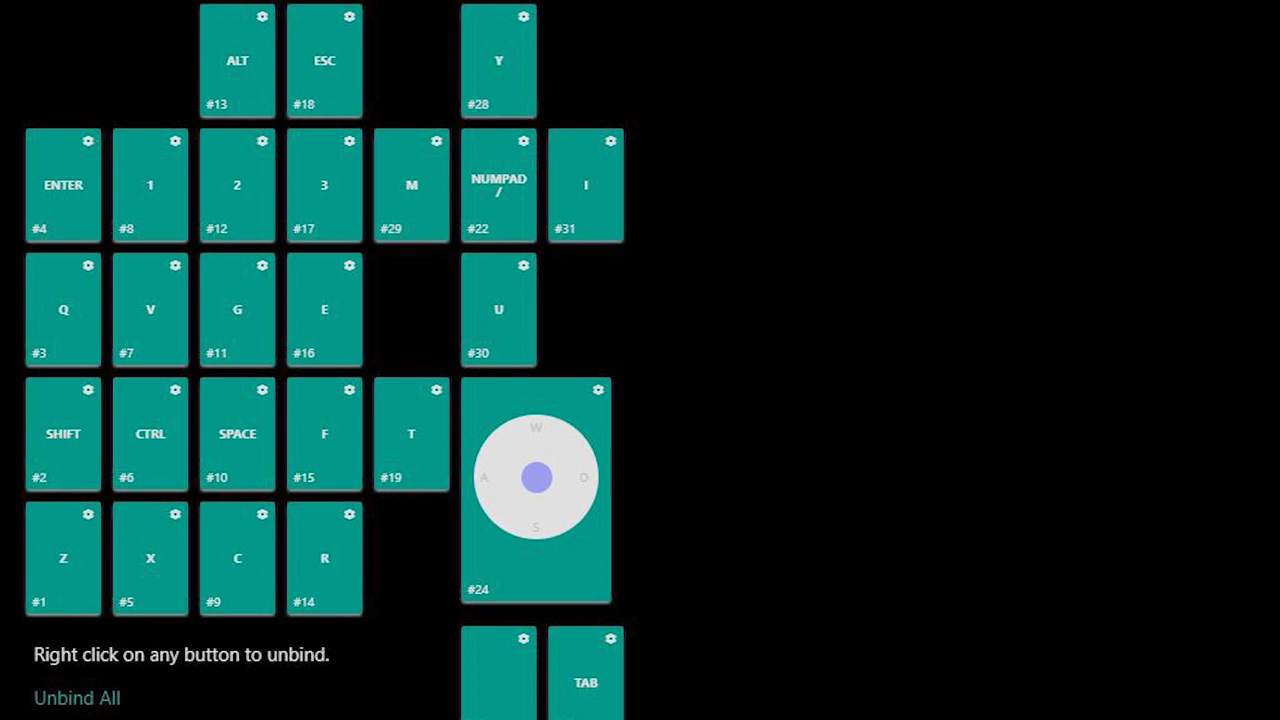 ALT
#13
ESC
#18
Y
#28
ENTER
#4
1
#8
2
#12
3
#17
M
#29
NUMPAD
/
#22
I
#31
Q
#3
V
#7
G
#11
E
#16
U
#30
SHIFT
#2
CTRL
#6
SPACE
#10
F
#15
T
#19
W
A
D
S
#24
Z
#1
X
#5
C
#9
R
#14
Right click on any button to unbind.
Unbind All
TAB